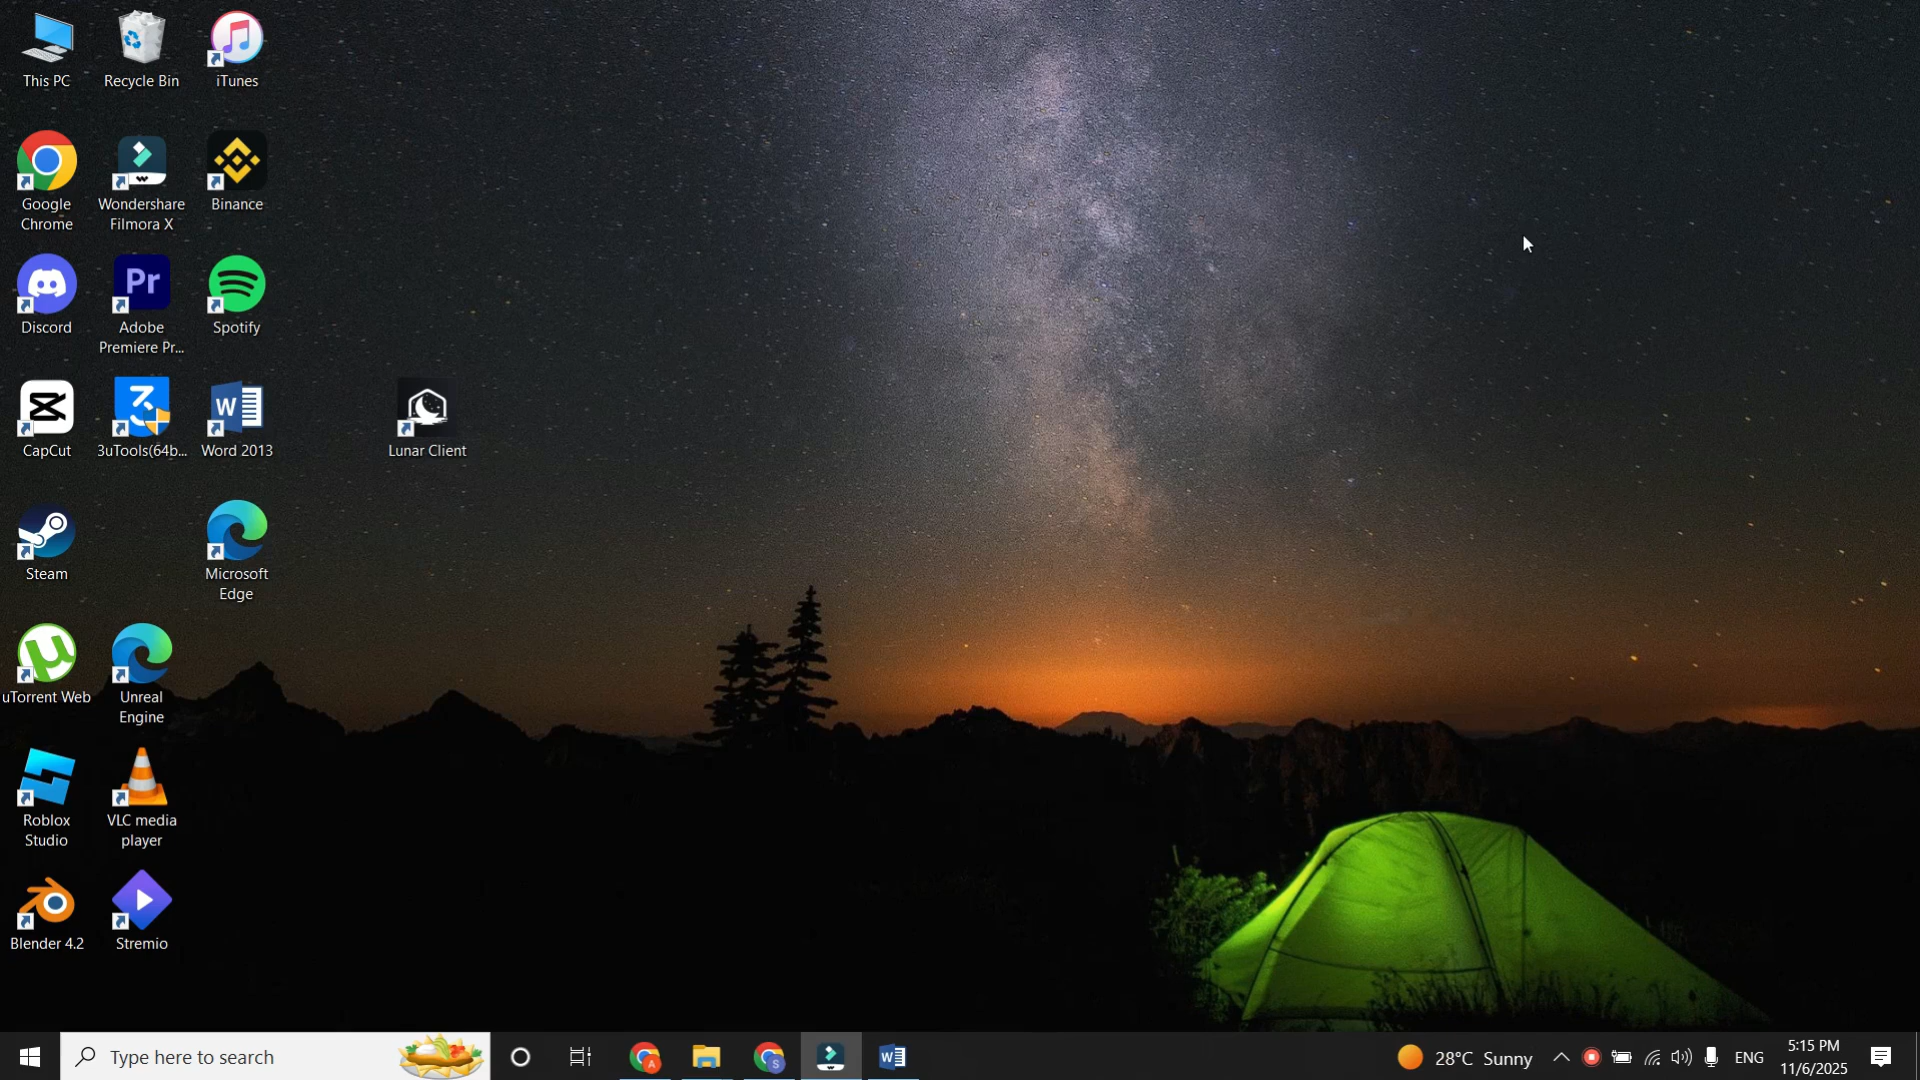 This PC
Recycle Bin
iTunes
Google
Chrome
Wondershare
Filmora X
Binance
Discord
Pr
Adobe
Premiere Pr...
Spotify
CapCut
3uTools(64b...
W
Word 2013
Lunar Client
Steam
Microsoft
Edge
uTorrent Web
Unreal
Engine
Roblox
Studio
VLC media
player
Blender 4.2
Stremio
Type here to search
A
S
W
28°C Sunny
ENG
5:15 PM
11/6/2025